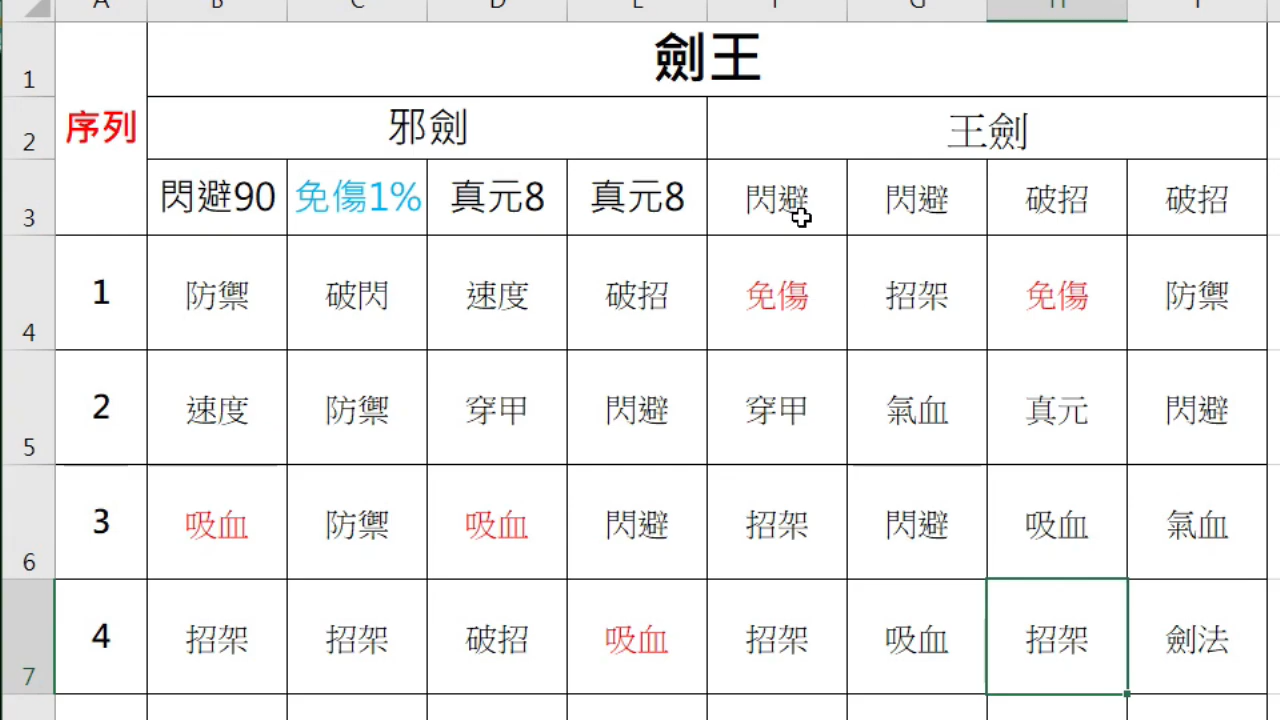 1 劍王
序列
2 邪劍 王劍
3 閃避90 免傷1% 真元8 真元8 閃避 閃避 破招 破招
4 1 防禦 破閃 速度 破招 免傷 招架 免傷 防禦
5 2 速度 防禦 穿甲 閃避 穿甲 氣血 真元 閃避
6 3 吸血 防禦 吸血 閃避 招架 閃避 吸血 氣血
7 4 招架 招架 破招 吸血 招架 吸血 招架 劍法